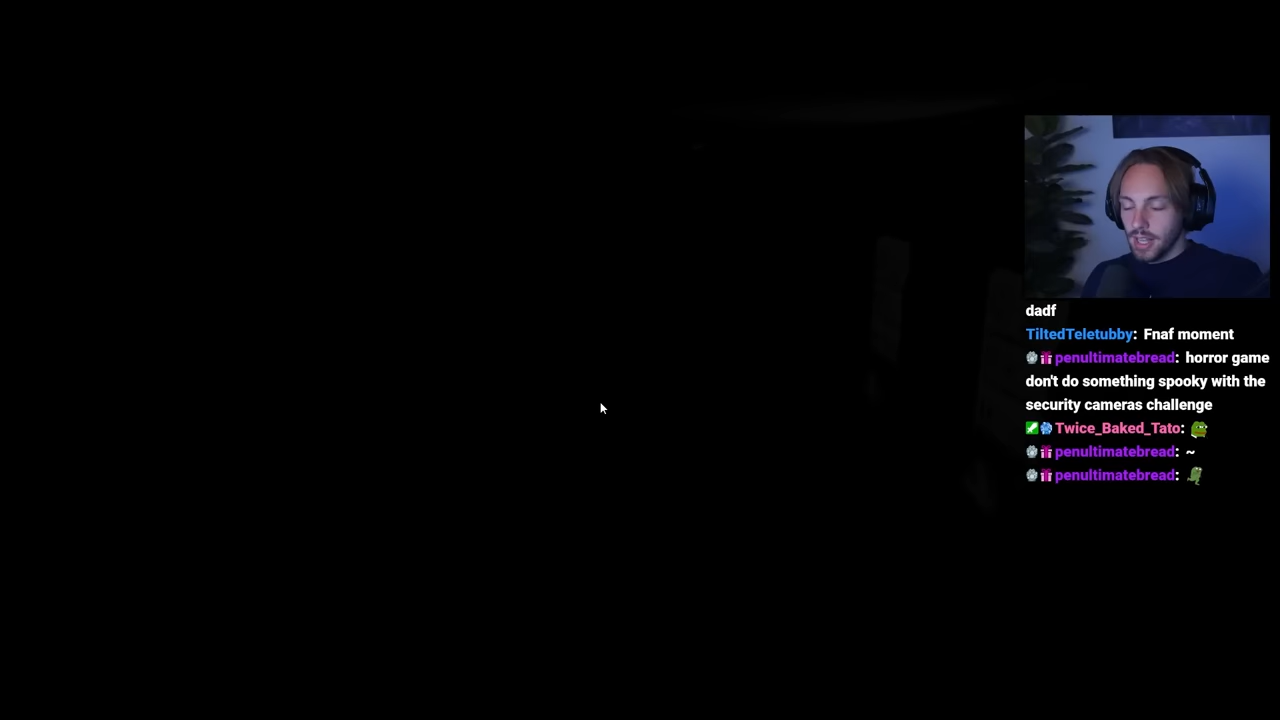 dadf
TiltedTeletubby: Fnaf moment
penultimatebread: horror game
don't do something spooky with the
security cameras challenge
Twice_Baked_Tato:
penultimatebread: ~
penultimatebread: